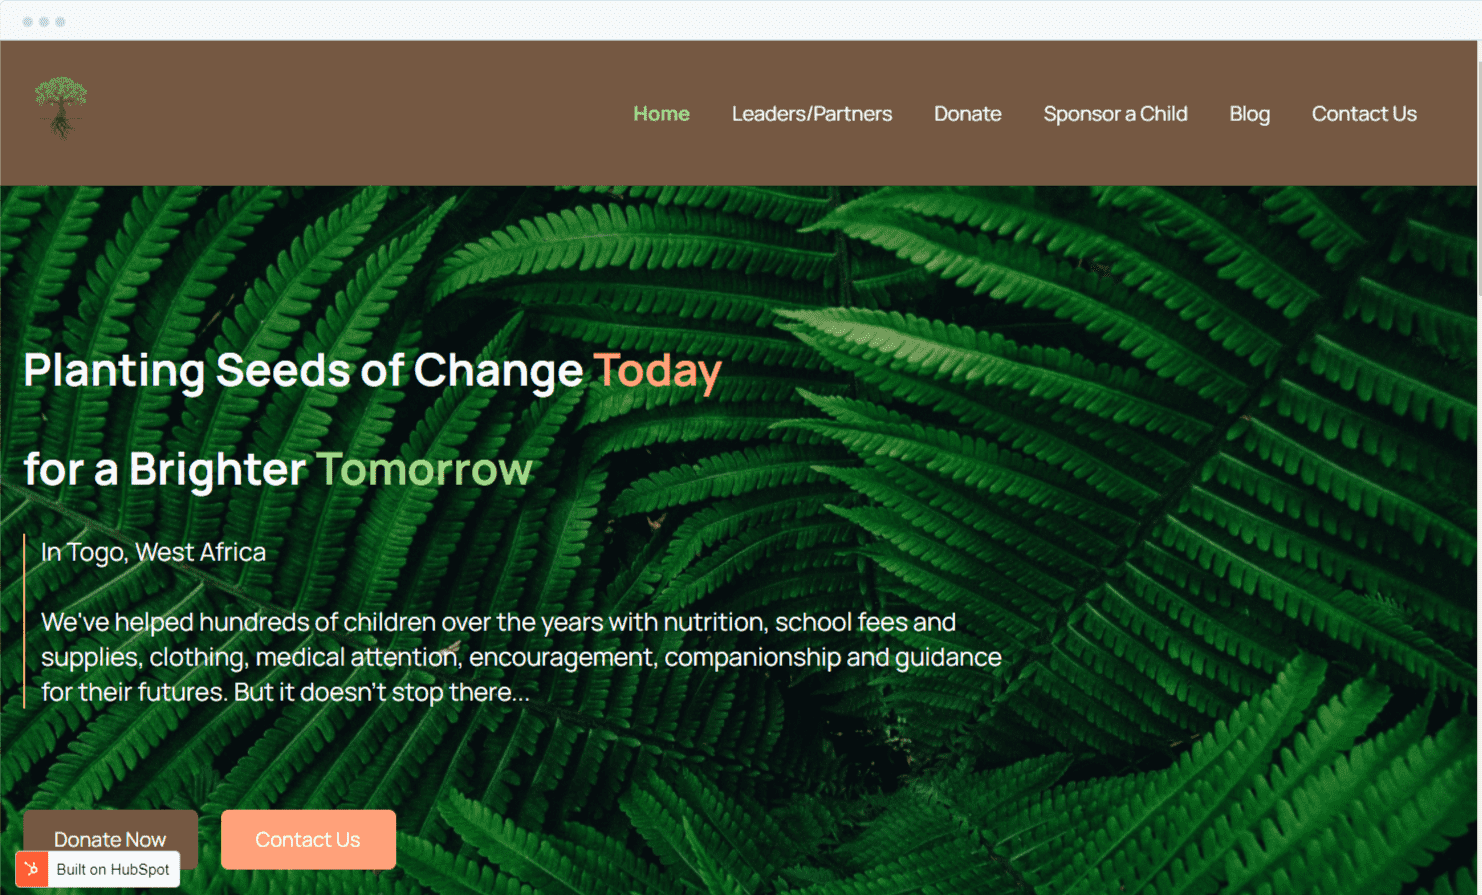 Home Leaders/Partners Donate Sponsor a Child Blog Contact Us
Planting Seeds of Change Today
for a Brighter Tomorrow
In Togo, West Africa
We've helped hundreds of children over the years with nutrition, school fees and
supplies, clothing, medical attention, encouragement, companionship and guidance
for their futures. But it doesn't stop there...
Donate Now Contact Us
Built on HubSpot